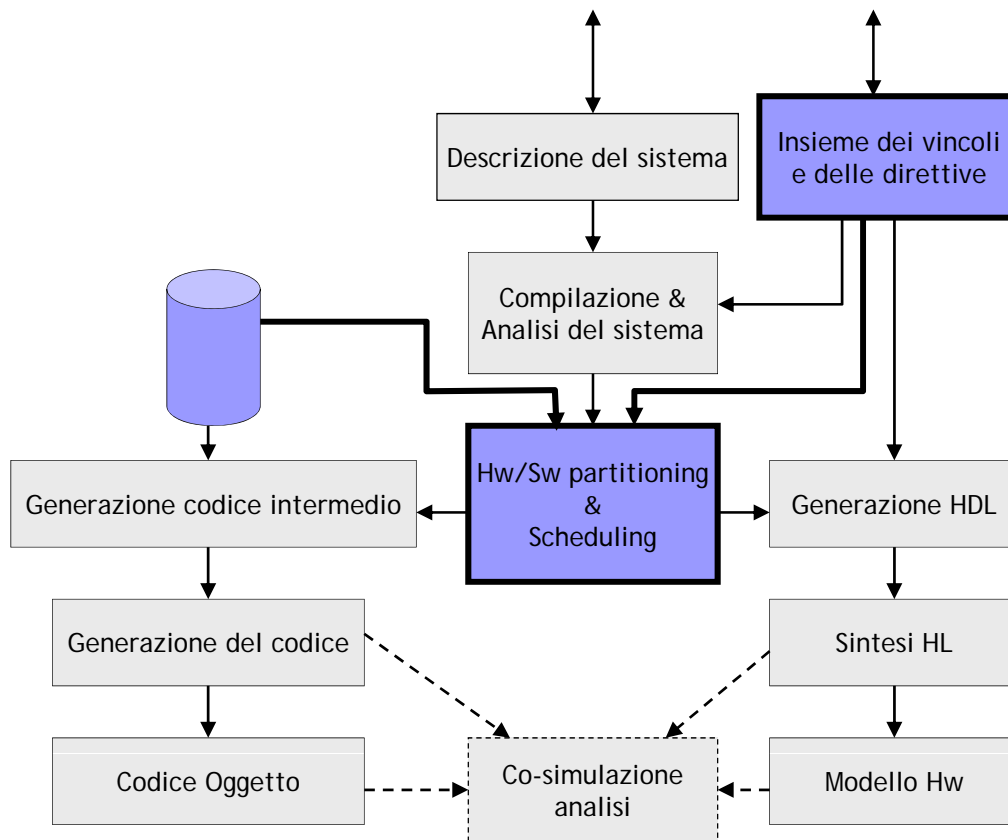 Descrizione del sistema
Insieme dei vincoli
e delle direttive
Compilazione &
Analisi del sistema
Generazione codice intermedio
Hw/Sw partitioning
&
Scheduling
Generazione HDL
Generazione del codice
Sintesi HL
Codice Oggetto
Co-simulazione
analisi
Modello Hw